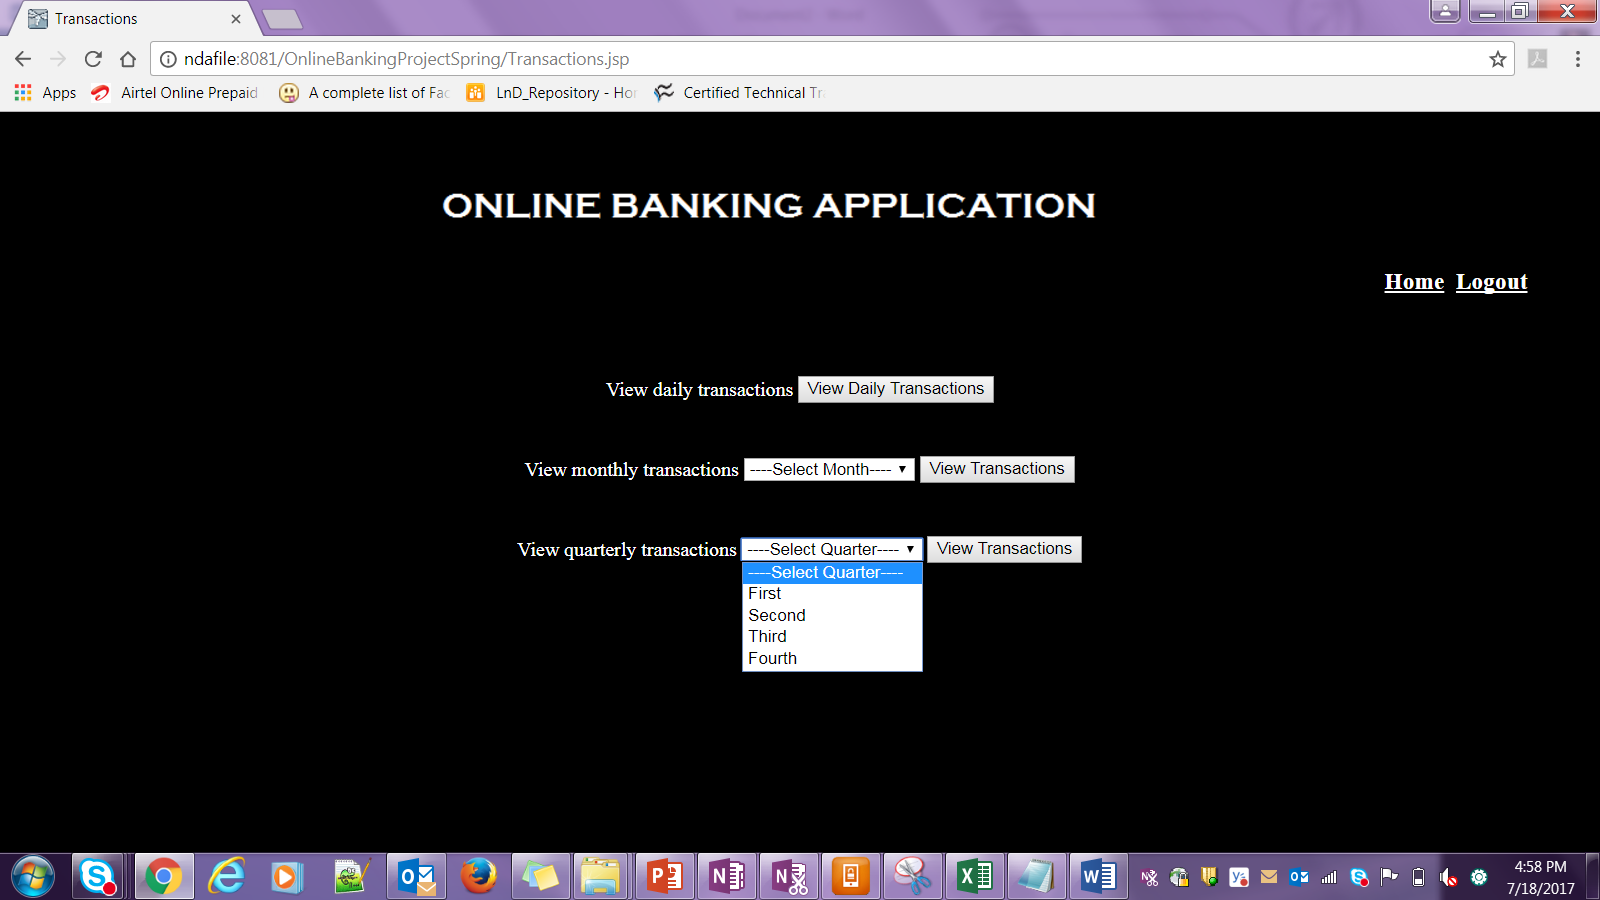 Transactions
ndafile:8081/OnlineBankingProjectSpring/Transactions.jsp
Apps Airtel Online Prepaid A complete list of Fac LnD_Repository - Hor Certified Technical Tr
ONLINE BANKING APPLICATION
Home Logout
View daily transactions View Daily Transactions
View monthly transactions ----Select Month---- View Transactions
View quarterly transactions ----Select Quarter---- View Transactions
----Select Quarter----
First
Second
Third
Fourth
4:58 PM
7/18/2017